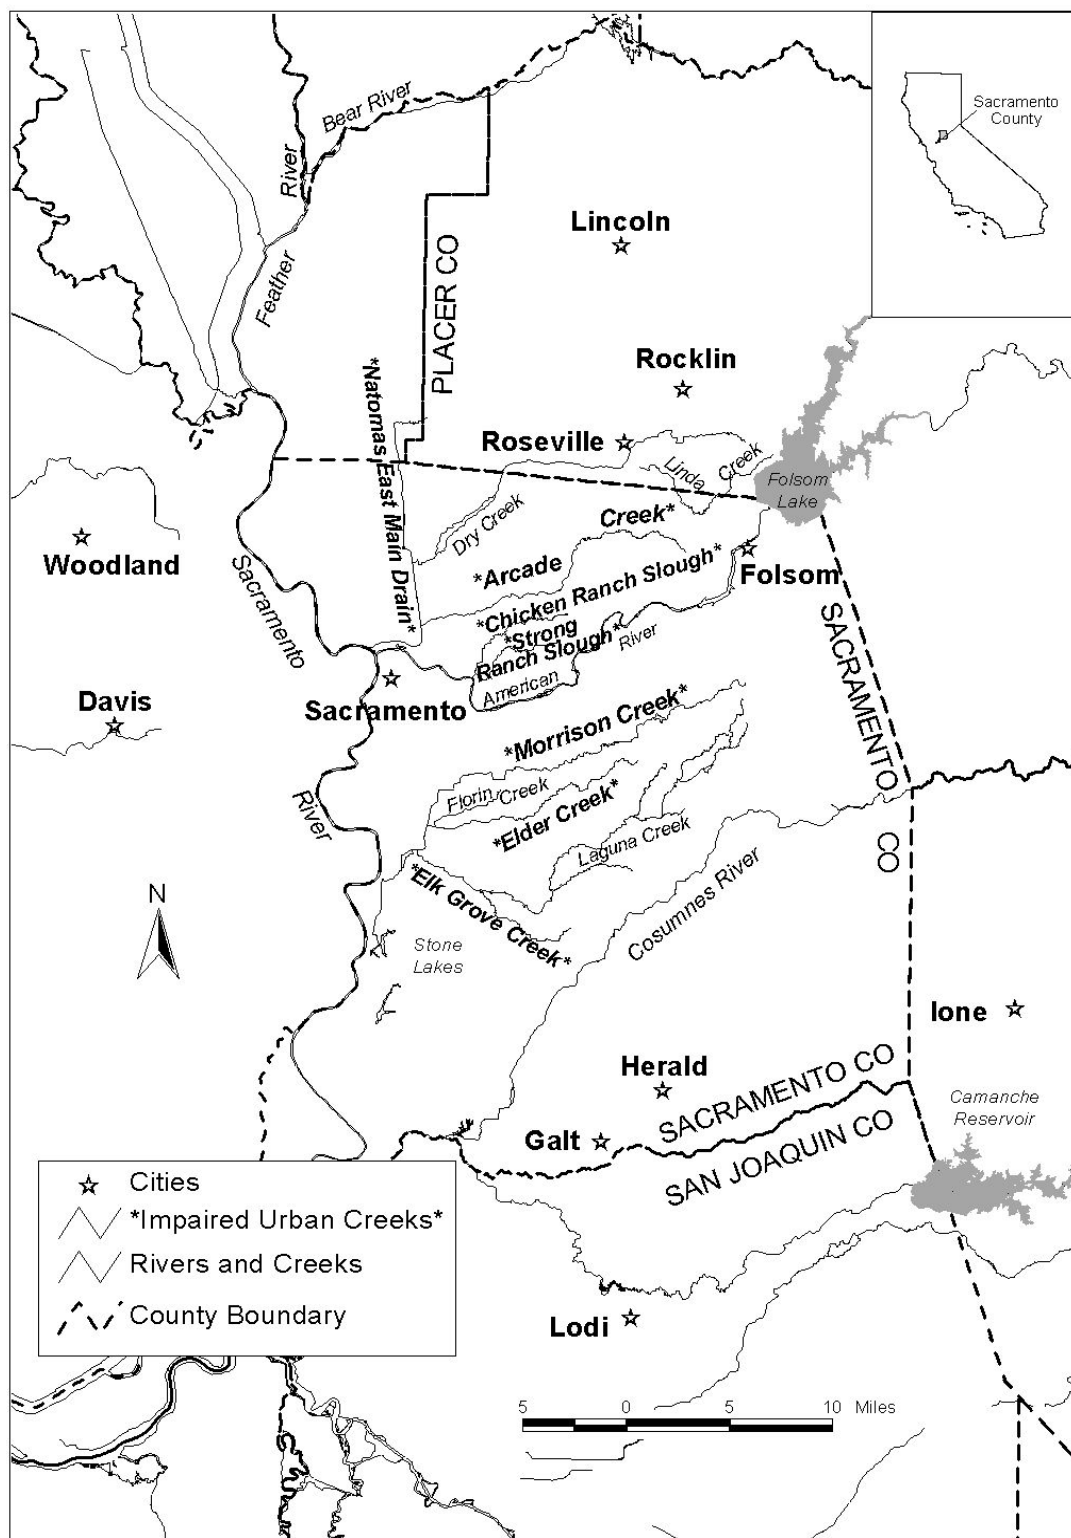 Sacramento
County
Bear River
River
Feather
Lincoln
PLACER CO
Rocklin
*Natomas East Main Drain*
Roseville
Linda Creek
Folsom
Lake
Dry Creek
Creek*
Woodland
*Arcade
Folsom
Sacramento
*Chicken Ranch Slough*
*Strong
Ranch Slough*
River
American
SACRAMENTO CO
Davis
Sacramento
*Morrison Creek*
River
Florin Creek
*Elder Creek*
Laguna Creek
*Elk Grove Creek*
Cosumnes River
N
Stone
Lakes
Ione
Herald
SACRAMENTO CO
Camanche
Reservoir
Galt
SAN JOAQUIN CO
Cities
*Impaired Urban Creeks*
Rivers and Creeks
County Boundary
Lodi
5 0 5 10 Miles